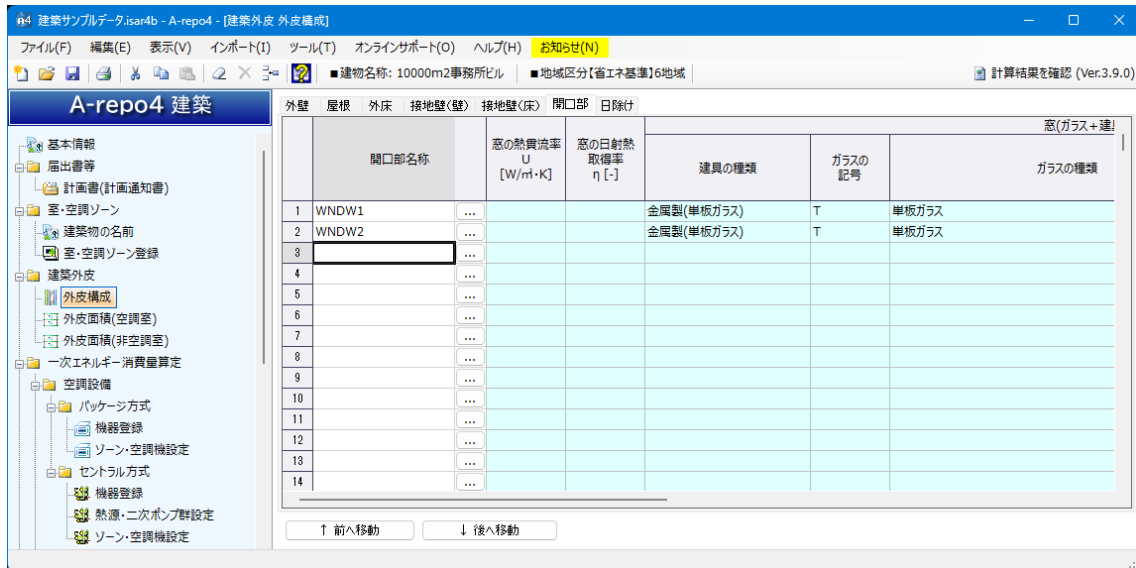 建築サンプルデータ.isar4b - A-repo4 - [建築外皮 外皮構成]
ファイル(F) 編集(E) 表示(V) インポート(I) ツール(T) オンラインサポート(O) ヘルプ(H) お知らせ(N)
■建物名称: 10000m2事務所ビル ■地域区分【省エネ基準】6地域 計算結果を確認 (Ver.3.9.0)
A-repo4 建築
基本情報
届出書等
計画書(計画通知書)
室・空調ゾーン
建築物の名前
室・空調ゾーン登録
建築外皮
外皮構成
外皮面積(空調室)
外皮面積(非空調室)
一次エネルギー消費量算定
空調設備
パッケージ方式
機器登録
ゾーン・空調機設定
セントラル方式
機器登録
熱源・二次ポンプ群設定
ゾーン・空調機設定
外壁 屋根 外床 接地壁(壁) 接地壁(床) 開口部 日除け
窓(ガラス+建
開口部名称
窓の熱貫流率
U
[W/㎡・K]
窓の日射熱
取得率
η [-]
建具の種類
ガラスの
記号
ガラスの種類
1 WNDW1 ... 金属製(単板ガラス) T 単板ガラス
2 WNDW2 ... 金属製(単板ガラス) T 単板ガラス
3 ...
4 ...
5 ...
6 ...
7 ...
8 ...
9 ...
10 ...
11 ...
12 ...
13 ...
14 ...
↑ 前へ移動 ↓ 後へ移動